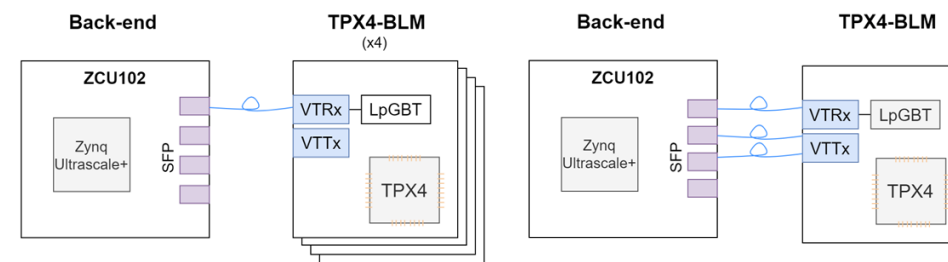 Back-end
TPX4-BLM
(x4)
ZCU102
Zynq
Ultrascale+
SFP
VTRx
LpGBT
VTTx
TPX4
Back-end
TPX4-BLM
ZCU102
Zynq
Ultrascale+
SFP
VTRx
LpGBT
VTTx
TPX4